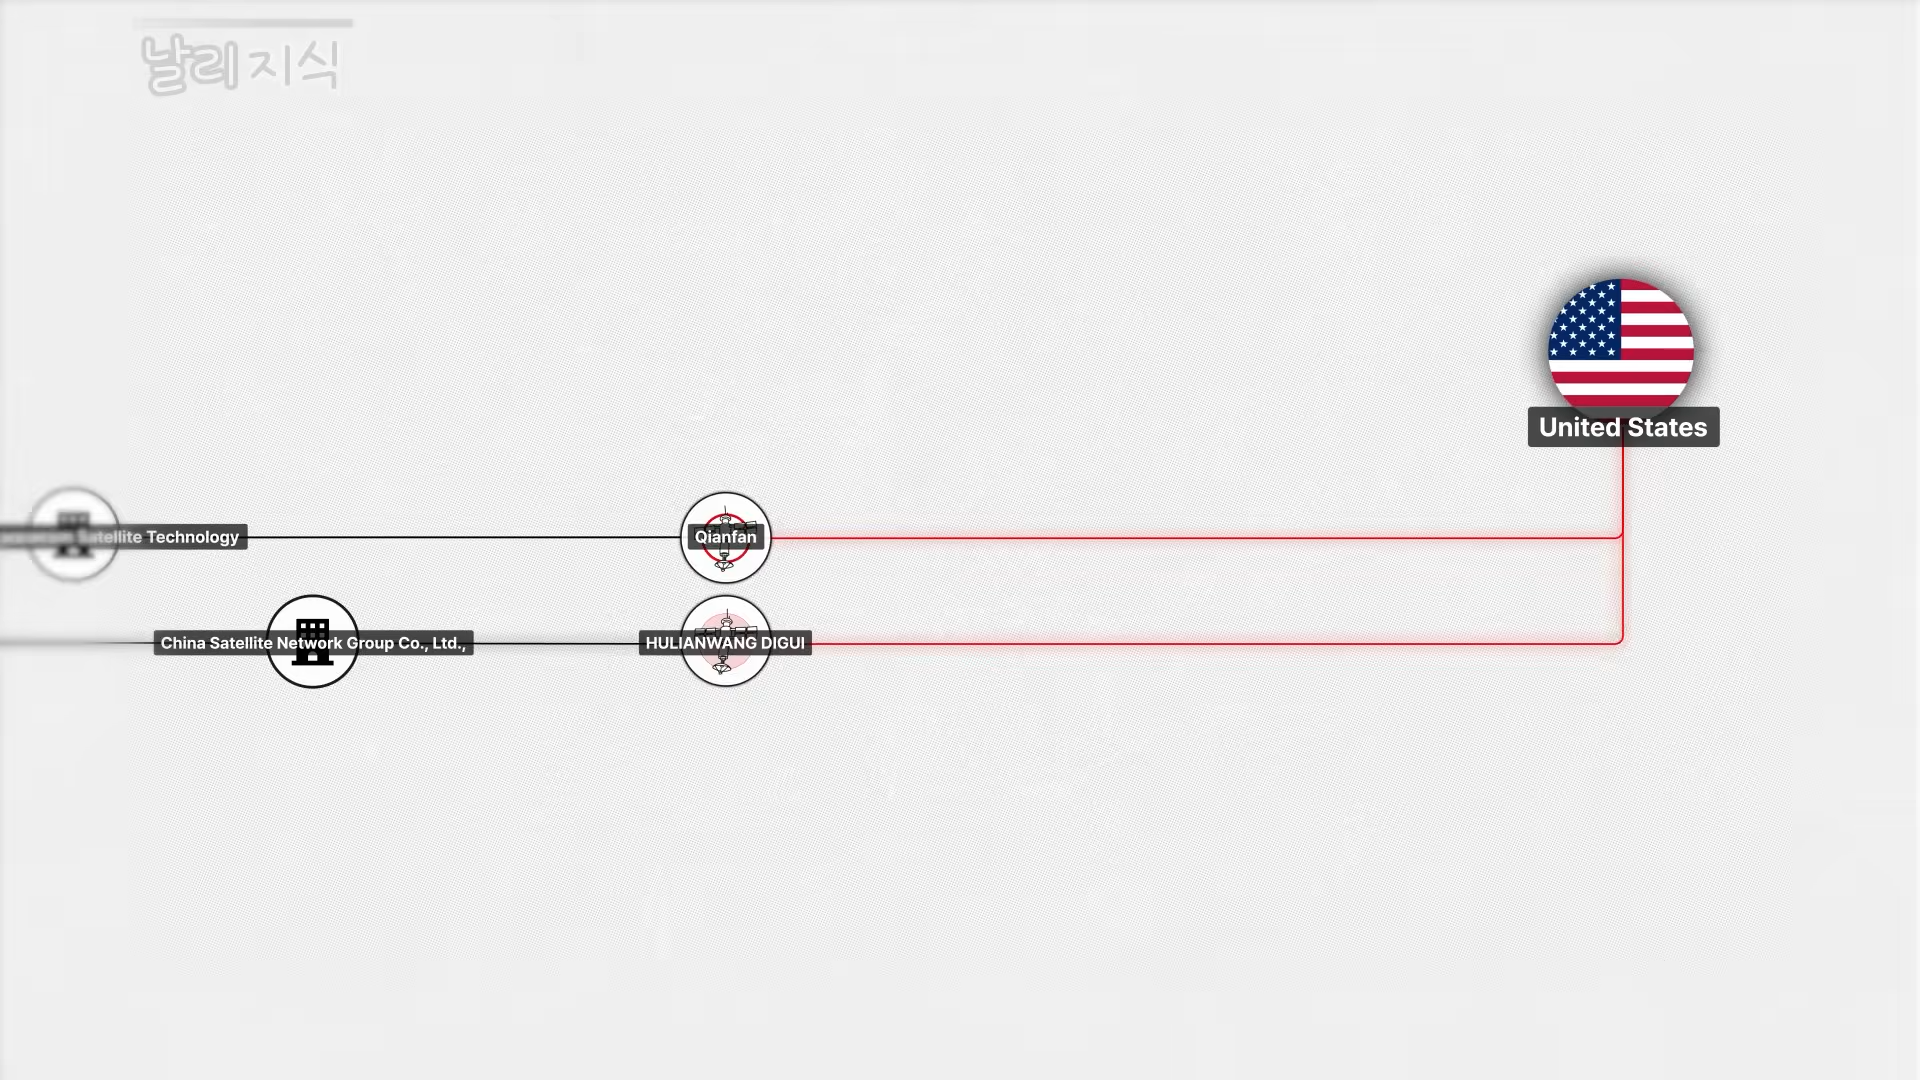 날리지식
United States
Satellite Technology
Qianfan
China Satellite Network Group Co., Ltd.,
HULIANWANG DIGUI